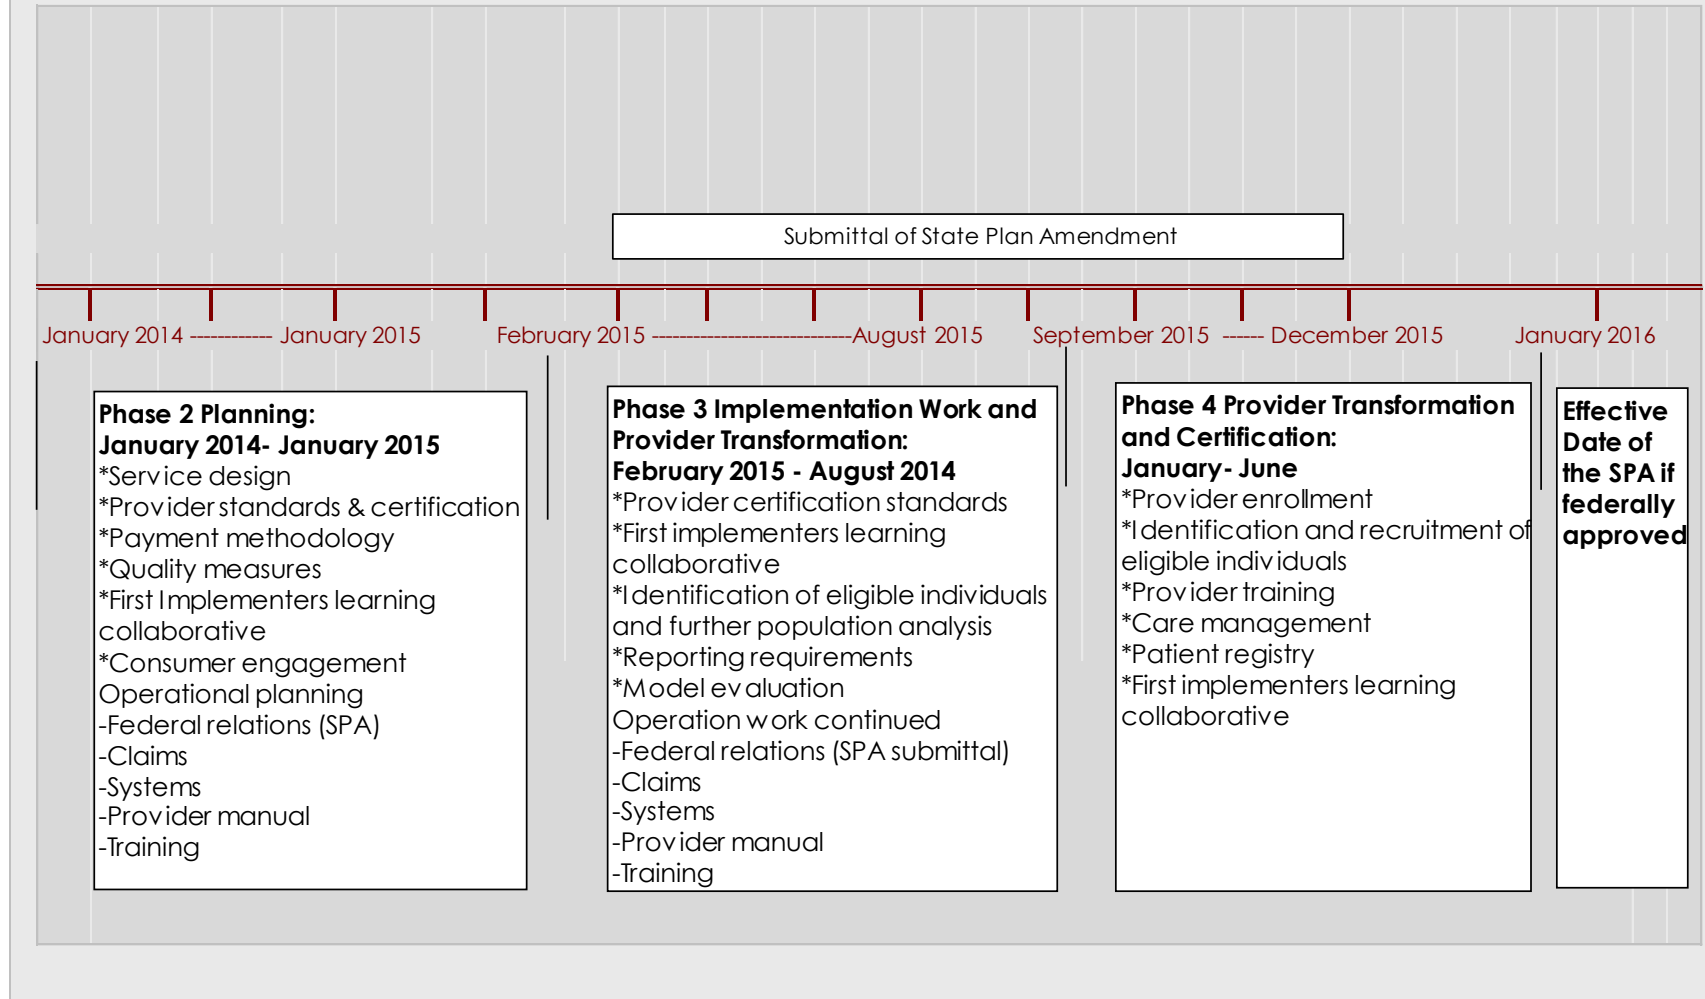 Submittal of State Plan Amendment
January 2014 ------------ January 2015
February 2015 -----------------------------August 2015
September 2015 ------ December 2015
January 2016
Phase 2 Planning:
January 2014- January 2015
*Service design
*Provider standards & certification
*Payment methodology
*Quality measures
*First Implementers learning
collaborative
*Consumer engagement
Operational planning
-Federal relations (SPA)
-Claims
-Systems
-Provider manual
-Training
Phase 3 Implementation Work and
Provider Transformation:
February 2015 - August 2014
*Provider certification standards
*First implementers learning
collaborative
*Identification of eligible individuals
and further population analysis
*Reporting requirements
*Model evaluation
Operation work continued
-Federal relations (SPA submittal)
-Claims
-Systems
-Provider manual
-Training
Phase 4 Provider Transformation
and Certification:
January- June
*Provider enrollment
*Identification and recruitment of
eligible individuals
*Provider training
*Care management
*Patient registry
*First implementers learning
collaborative
Effective
Date of
the SPA if
federally
approved